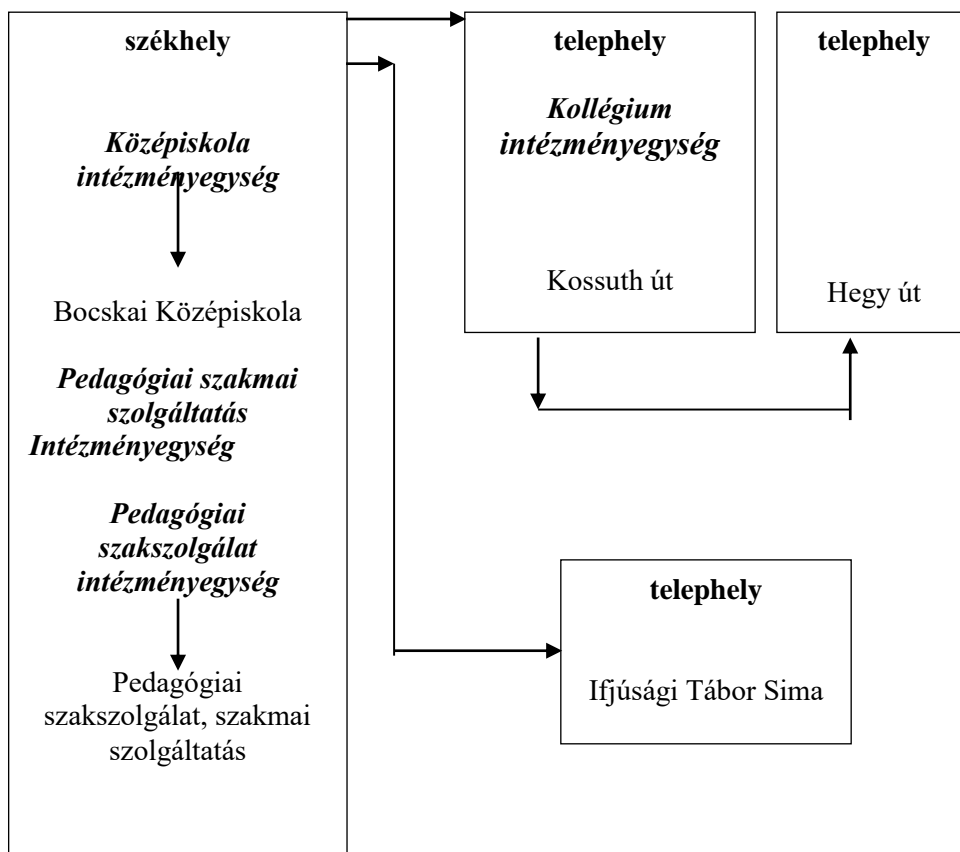 székhely
Középiskola
intézményegység
Bocskai Középiskola
Pedagógiai szakmai
szolgáltatás
Intézményegység
Pedagógiai
szakszolgálat
intézményegység
Pedagógiai
szakszolgálat, szakmai
szolgáltatás
telephely
Kollégium
intézményegység
Kossuth út
telephely
Hegy út
telephely
Ifjúsági Tábor Sima